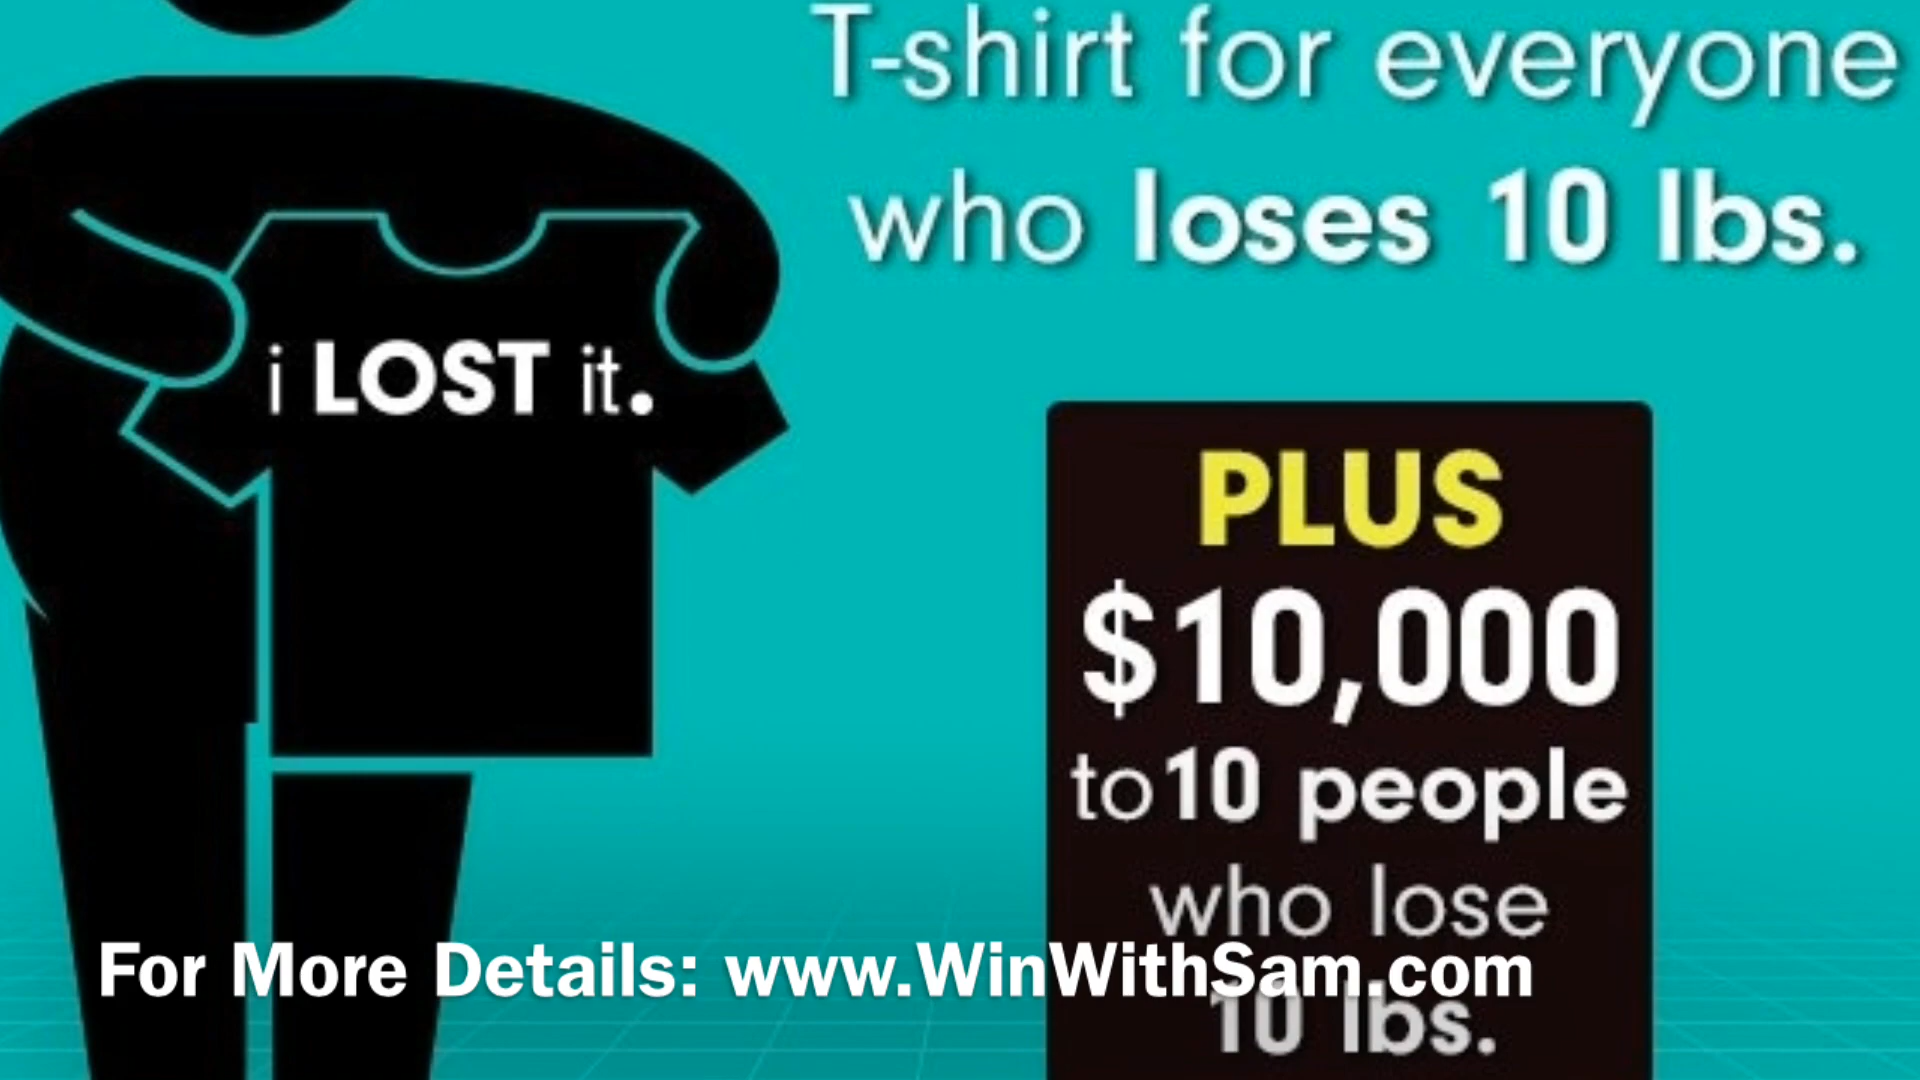 T-shirt for everyone
who loses 10 lbs.
i LOST it.
PLUS
$10,000
to 10 people
who lose
10 lbs.
For More Details: www.WinWithSam.com